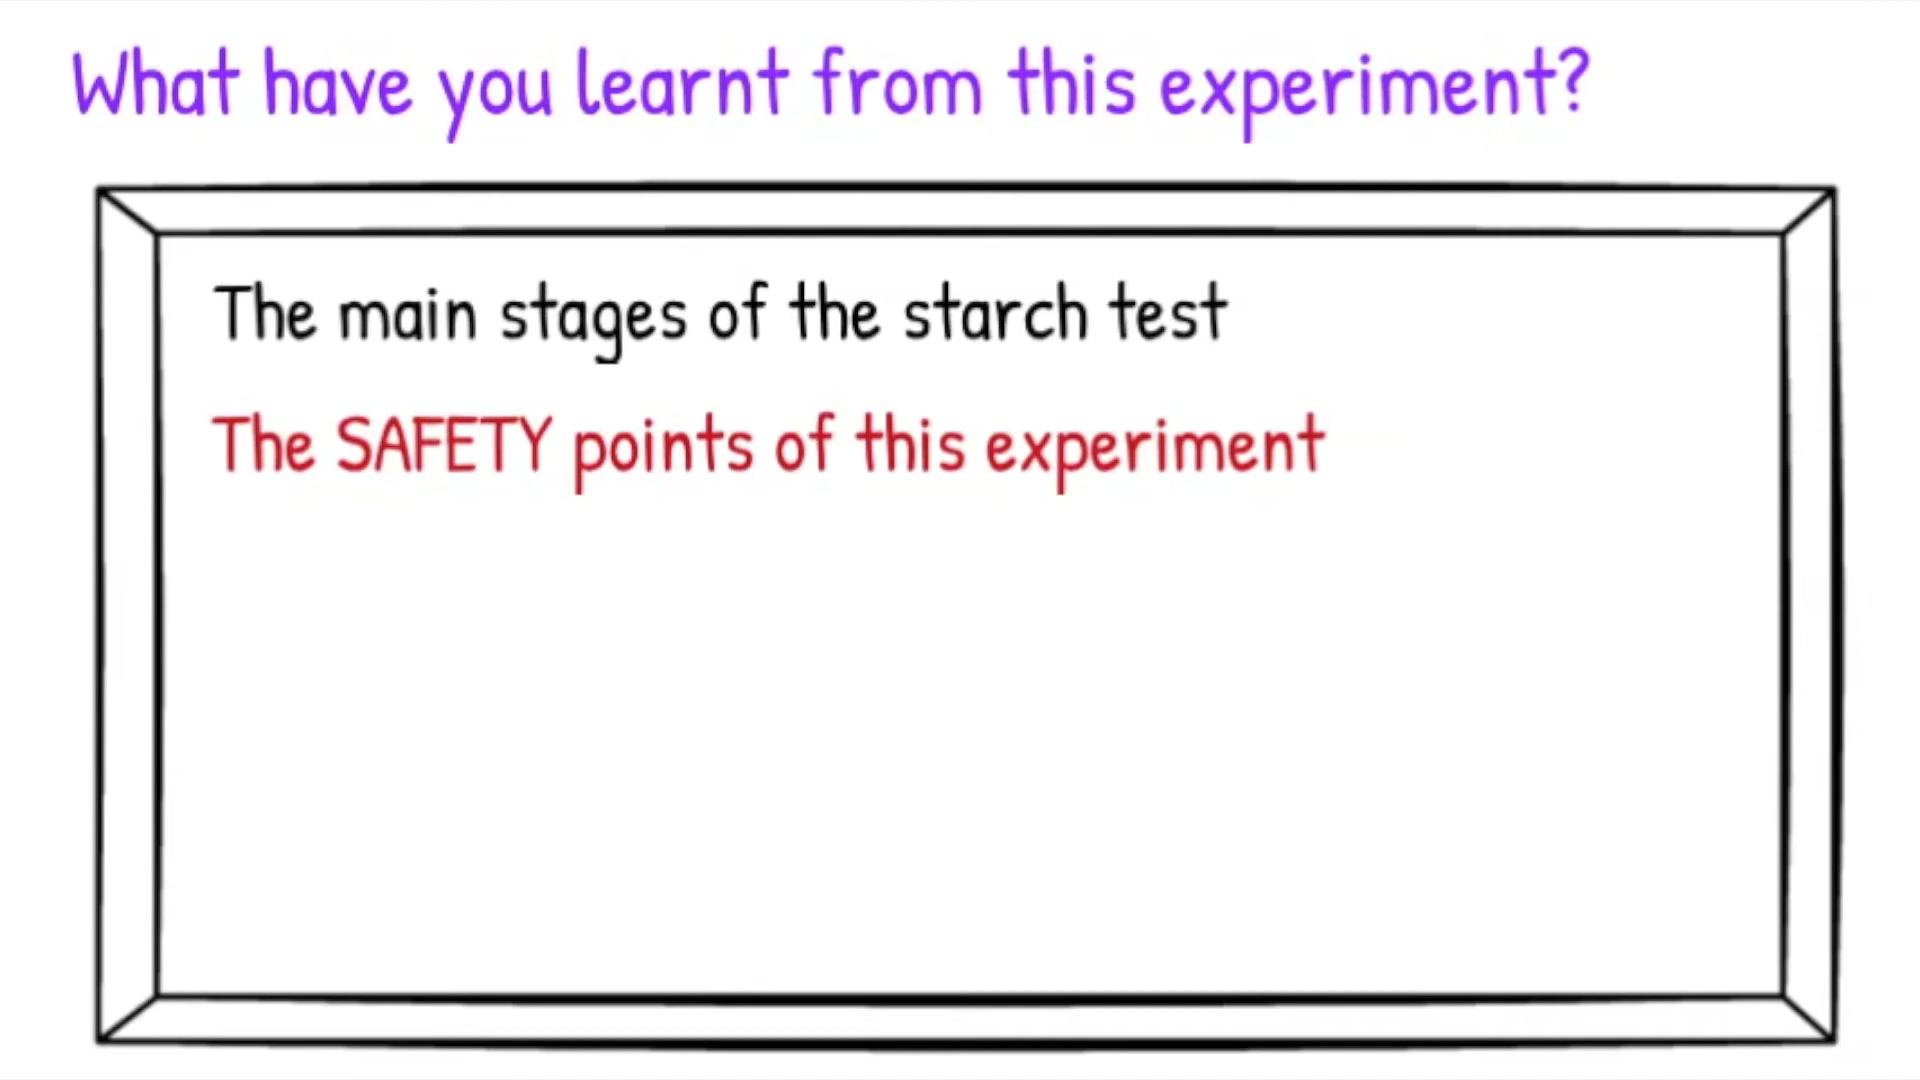 What have you learnt from this experiment?
The main stages of the starch test
The SAFETY points of this experiment